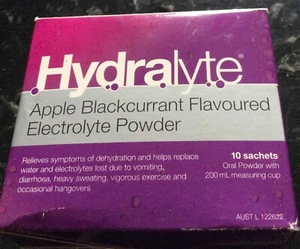 Hydralyte®
Apple Blackcurrant Flavoured
Electrolyte Powder
Relieves symptoms of dehydration and helps replace
water and electrolytes lost due to vomiting,
diarrhoea, heavy sweating, vigorous exercise and
occasional hangovers
10 sachets
Oral Powder with
200 mL measuring cup
AUST L 122622